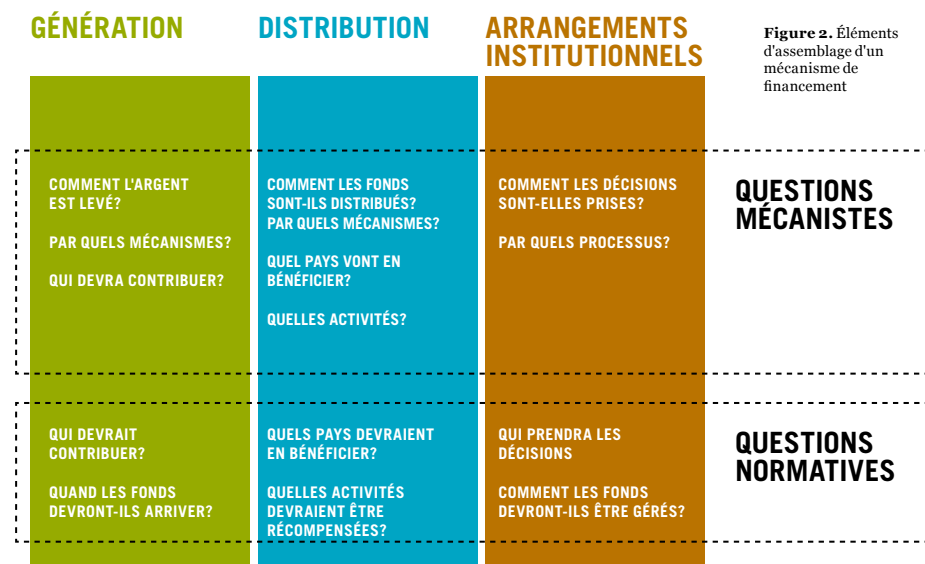 GÉNÉRATION
DISTRIBUTION
ARRANGEMENTS
INSTITUTIONNELS
Figure 2. Éléments
d'assemblage d'un
mécanisme de
financement
COMMENT L'ARGENT
EST LEVÉ?
PAR QUELS MÉCANISMES?
QUI DEVRA CONTRIBUER?
COMMENT LES FONDS
SONT-ILS DISTRIBUÉS?
PAR QUELS MÉCANISMES?
QUEL PAYS VONT EN
BÉNÉFICIER?
QUELLES ACTIVITÉS?
COMMENT LES DÉCISIONS
SONT-ELLES PRISES?
PAR QUELS PROCESSUS?
QUESTIONS
MÉCANISTES
QUI DEVRAIT
CONTRIBUER?
QUAND LES FONDS
DEVRONT-ILS ARRIVER?
QUELS PAYS DEVRAIENT
EN BÉNÉFICIER?
QUELLES ACTIVITÉS
DEVRAIENT ÊTRE
RÉCOMPENSÉES?
QUI PRENDRA LES
DÉCISIONS
COMMENT LES FONDS
DEVRONT-ILS ÊTRE GÉRÉS?
QUESTIONS
NORMATIVES